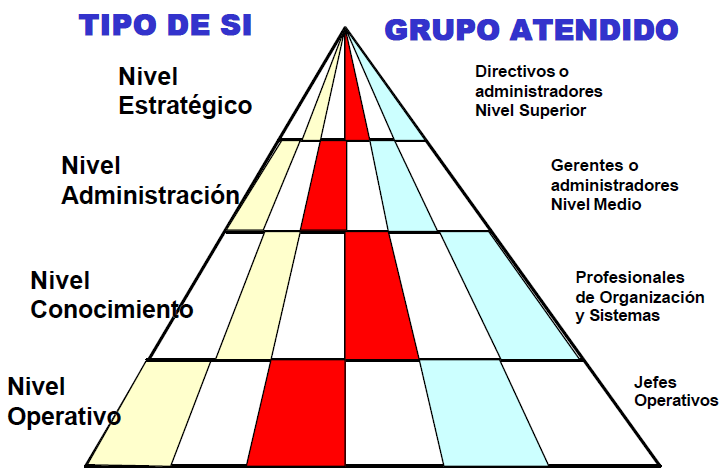 TIPO DE SI
GRUPO ATENDIDO
Nivel
Estratégico
Directivos o
administradores
Nivel Superior
Nivel
Administración
Gerentes o
administradores
Nivel Medio
Nivel
Conocimiento
Profesionales
de Organización
y Sistemas
Nivel
Operativo
Jefes
Operativos